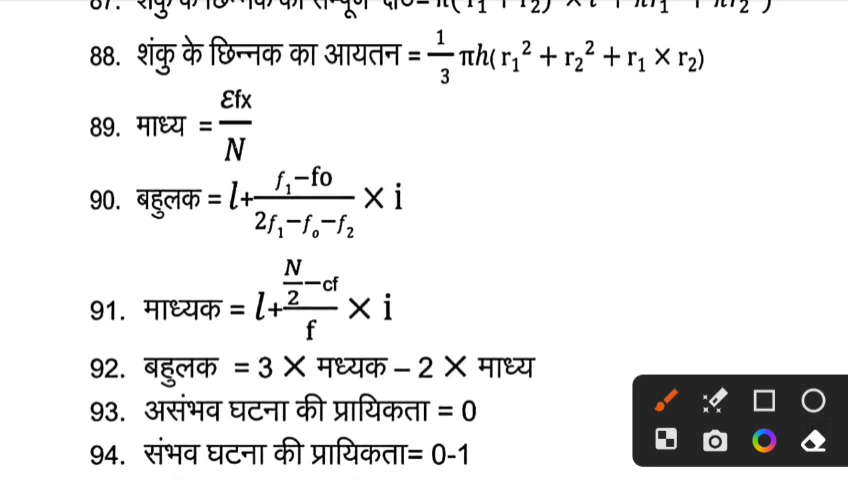 88. शंकु के छिन्नक का आयतन = 1/3 πh( r₁² + r₂² + r₁ × r₂)
89. माध्य = Ɛfx/N
90. बहुलक = l+ (f₁−fo)/(2f₁−fₒ−f₂) × i
91. माध्यक = l+ (N/2−cf)/f × i
92. बहुलक = 3 × मध्यक – 2 × माध्य
93. असंभव घटना की प्रायिकता = 0
94. संभव घटना की प्रायिकता= 0-1